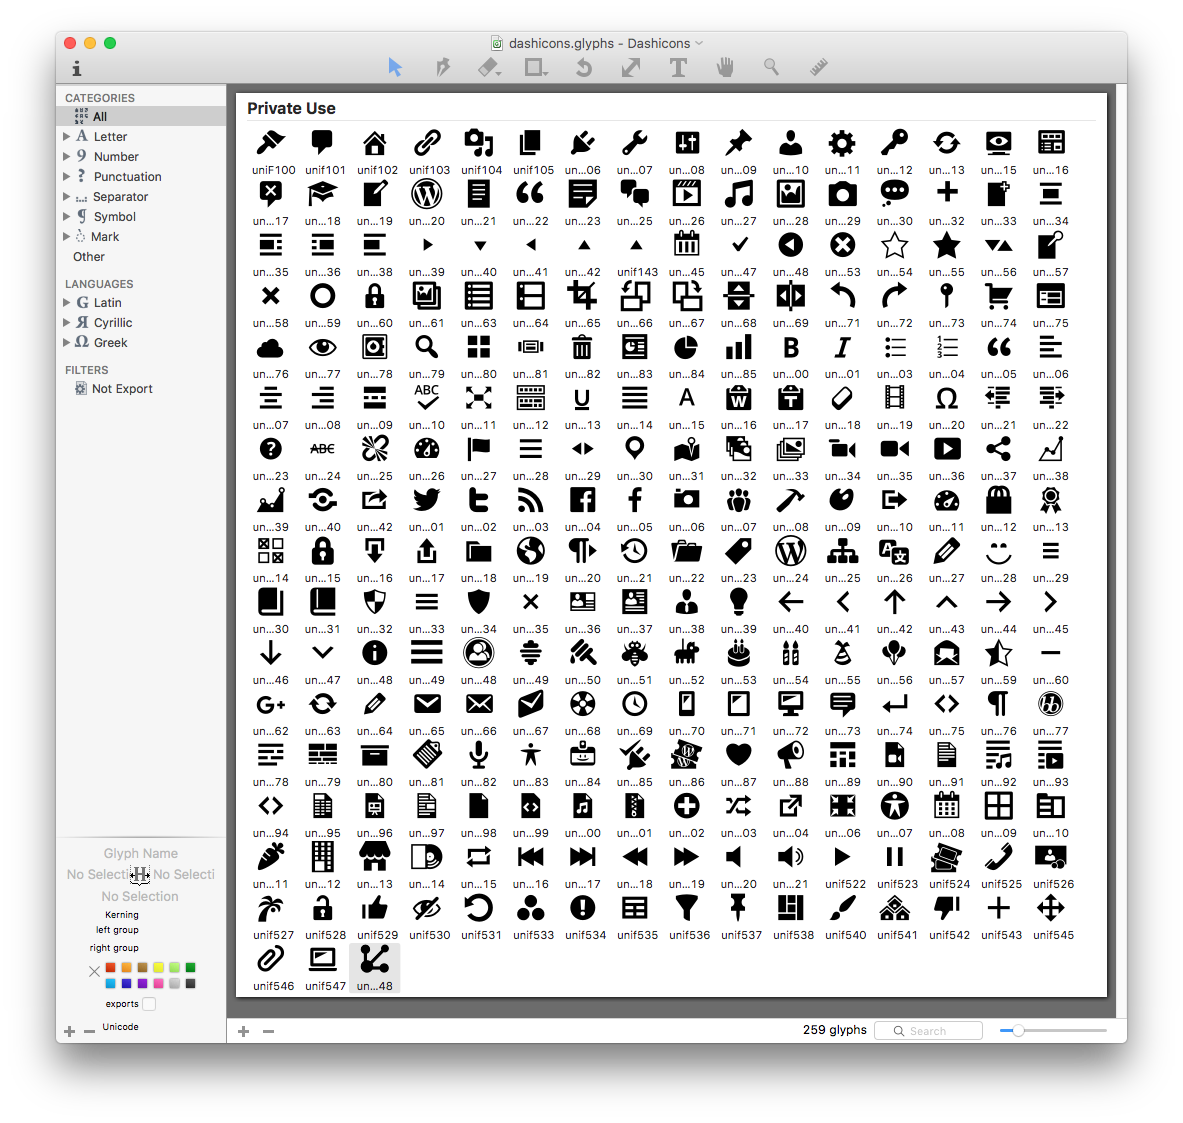 dashicons.glyphs - Dashicons
CATEGORIES
All
Letter
Number
Punctuation
Separator
Symbol
Mark
Other
LANGUAGES
Latin
Cyrillic
Greek
FILTERS
Not Export
Glyph Name
No Selecti No Selecti
No Selection
Kerning
left group
right group
exports
Unicode
Private Use
uniF100 unif101 unif102 unif103 unif104 unif105 un...06 un...07 un...08 un...09 un...10 un...11 un...12 un...13 un...15 un...16
un...17 un...18 un...19 un...20 un...21 un...22 un...23 un...25 un...26 un...27 un...28 un...29 un...30 un...32 un...33 un...34
un...35 un...36 un...38 un...39 un...40 un...41 un...42 unif143 un...45 un...47 un...48 un...53 un...54 un...55 un...56 un...57
un...58 un...59 un...60 un...61 un...63 un...64 un...65 un...66 un...67 un...68 un...69 un...71 un...72 un...73 un...74 un...75
un...76 un...77 un...78 un...79 un...80 un...81 un...82 un...83 un...84 un...85 un...00 un...01 un...03 un...04 un...05 un...06
un...07 un...08 un...09 un...10 un...11 un...12 un...13 un...14 un...15 un...16 un...17 un...18 un...19 un...20 un...21 un...22
un...23 un...24 un...25 un...26 un...27 un...28 un...29 un...30 un...31 un...32 un...33 un...34 un...35 un...36 un...37 un...38
un...39 un...40 un...42 un...01 un...02 un...03 un...04 un...05 un...06 un...07 un...08 un...09 un...10 un...11 un...12 un...13
un...14 un...15 un...16 un...17 un...18 un...19 un...20 un...21 un...22 un...23 un...24 un...25 un...26 un...27 un...28 un...29
un...30 un...31 un...32 un...33 un...34 un...35 un...36 un...37 un...38 un...39 un...40 un...41 un...42 un...43 un...44 un...45
un...46 un...47 un...48 un...49 un...48 un...49 un...50 un...51 un...52 un...53 un...54 un...55 un...56 un...57 un...59 un...60
un...62 un...63 un...64 un...65 un...66 un...67 un...68 un...69 un...70 un...71 un...72 un...73 un...74 un...75 un...76 un...77
un...78 un...79 un...80 un...81 un...82 un...83 un...84 un...85 un...86 un...87 un...88 un...89 un...90 un...91 un...92 un...93
un...94 un...95 un...96 un...97 un...98 un...99 un...00 un...01 un...02 un...03 un...04 un...06 un...07 un...08 un...09 un...10
un...11 un...12 un...13 un...14 un...15 un...16 un...17 un...18 un...19 un...20 un...21 unif522 unif523 unif524 unif525 unif526
unif527 unif528 unif529 unif530 unif531 unif533 unif534 unif535 unif536 unif537 unif538 unif540 unif541 unif542 unif543 unif545
unif546 unif547 un...48
259 glyphs
Search